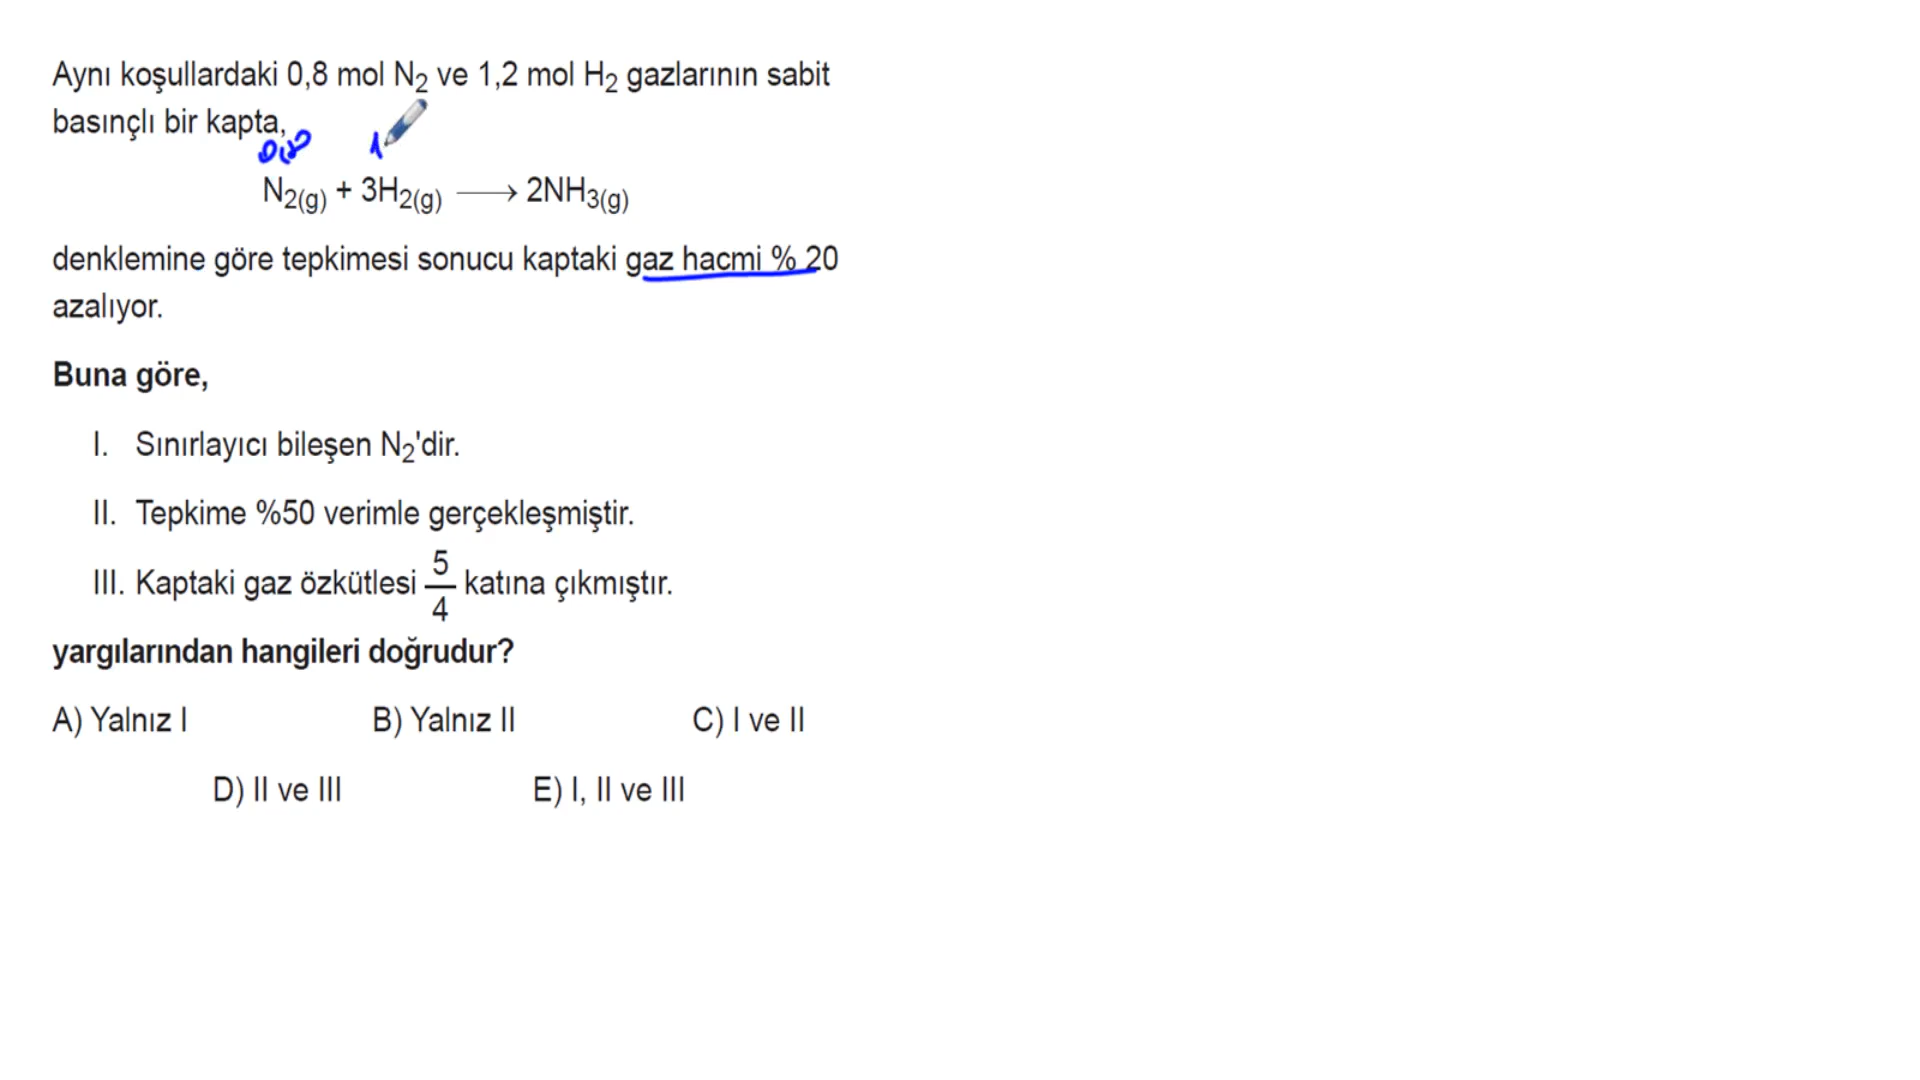 Aynı koşullardaki 0,8 mol N2 ve 1,2 mol H2 gazlarının sabit
basınçlı bir kapta,
0,8 1
N2(g) + 3H2(g) ⟶ 2NH3(g)
denklemine göre tepkimesi sonucu kaptaki gaz hacmi % 20
azalıyor.
Buna göre,
I. Sınırlayıcı bileşen N2'dir.
II. Tepkime %50 verimle gerçekleşmiştir.
III. Kaptaki gaz özkütlesi 5/4 katına çıkmıştır.
yargılarından hangileri doğrudur?
A) Yalnız I B) Yalnız II C) I ve II
D) II ve III E) I, II ve III